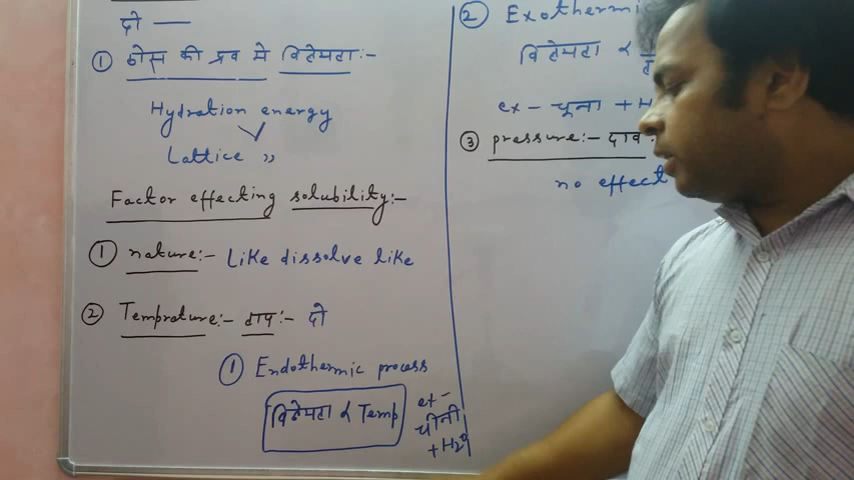 दो —
① ठोस की द्रव मे विलेयता:-
Hydration energy
Lattice "
Factor effecting solubility:-
① nature:- Like dissolve like
② Temprature:- ताप:- दो
① Endothermic process
विलेयता ∝ Temp
ex-
चीनी
+ H₂O
② Exothermi
विलेयता ∝
ex - चूना + H
③ pressure:- दाब:
no effect